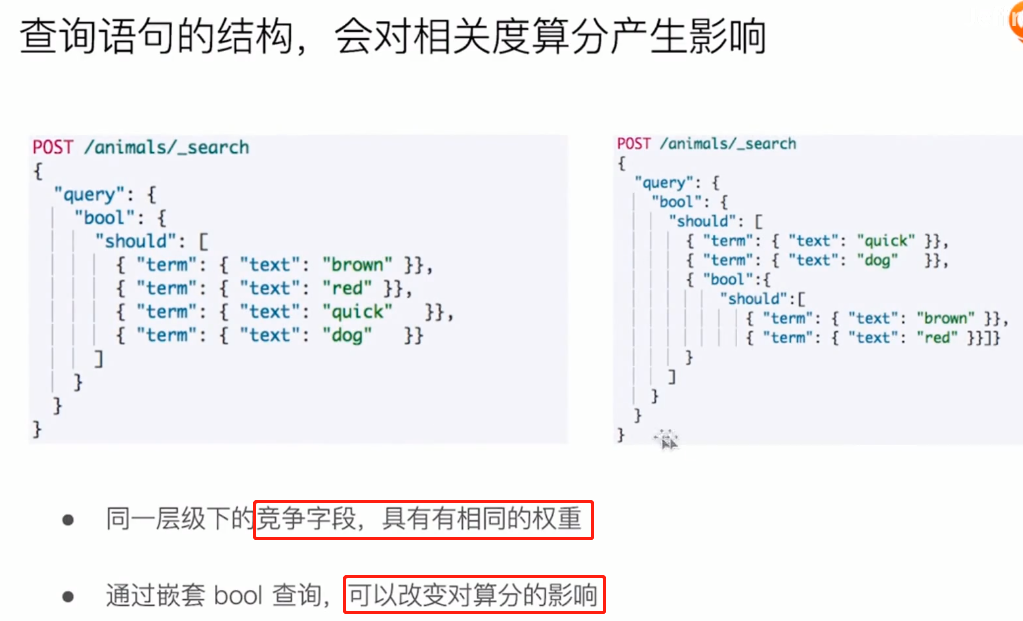 查询语句的结构，会对相关度算分产生影响
POST /animals/_search
{
"query": {
"bool": {
"should": [
{ "term": { "text": "brown" }},
{ "term": { "text": "red" }},
{ "term": { "text": "quick"   }},
{ "term": { "text": "dog"   }}
]
}
}
}
POST /animals/_search
{
"query": {
"bool": {
"should": [
{ "term": { "text": "quick" }},
{ "term": { "text": "dog"   }},
{ "bool":{
"should":[
{ "term": { "text": "brown" }},
{ "term": { "text": "red" }}]}
}
]
}
}
}
● 同一层级下的竞争字段，具有有相同的权重
● 通过嵌套 bool 查询，可以改变对算分的影响